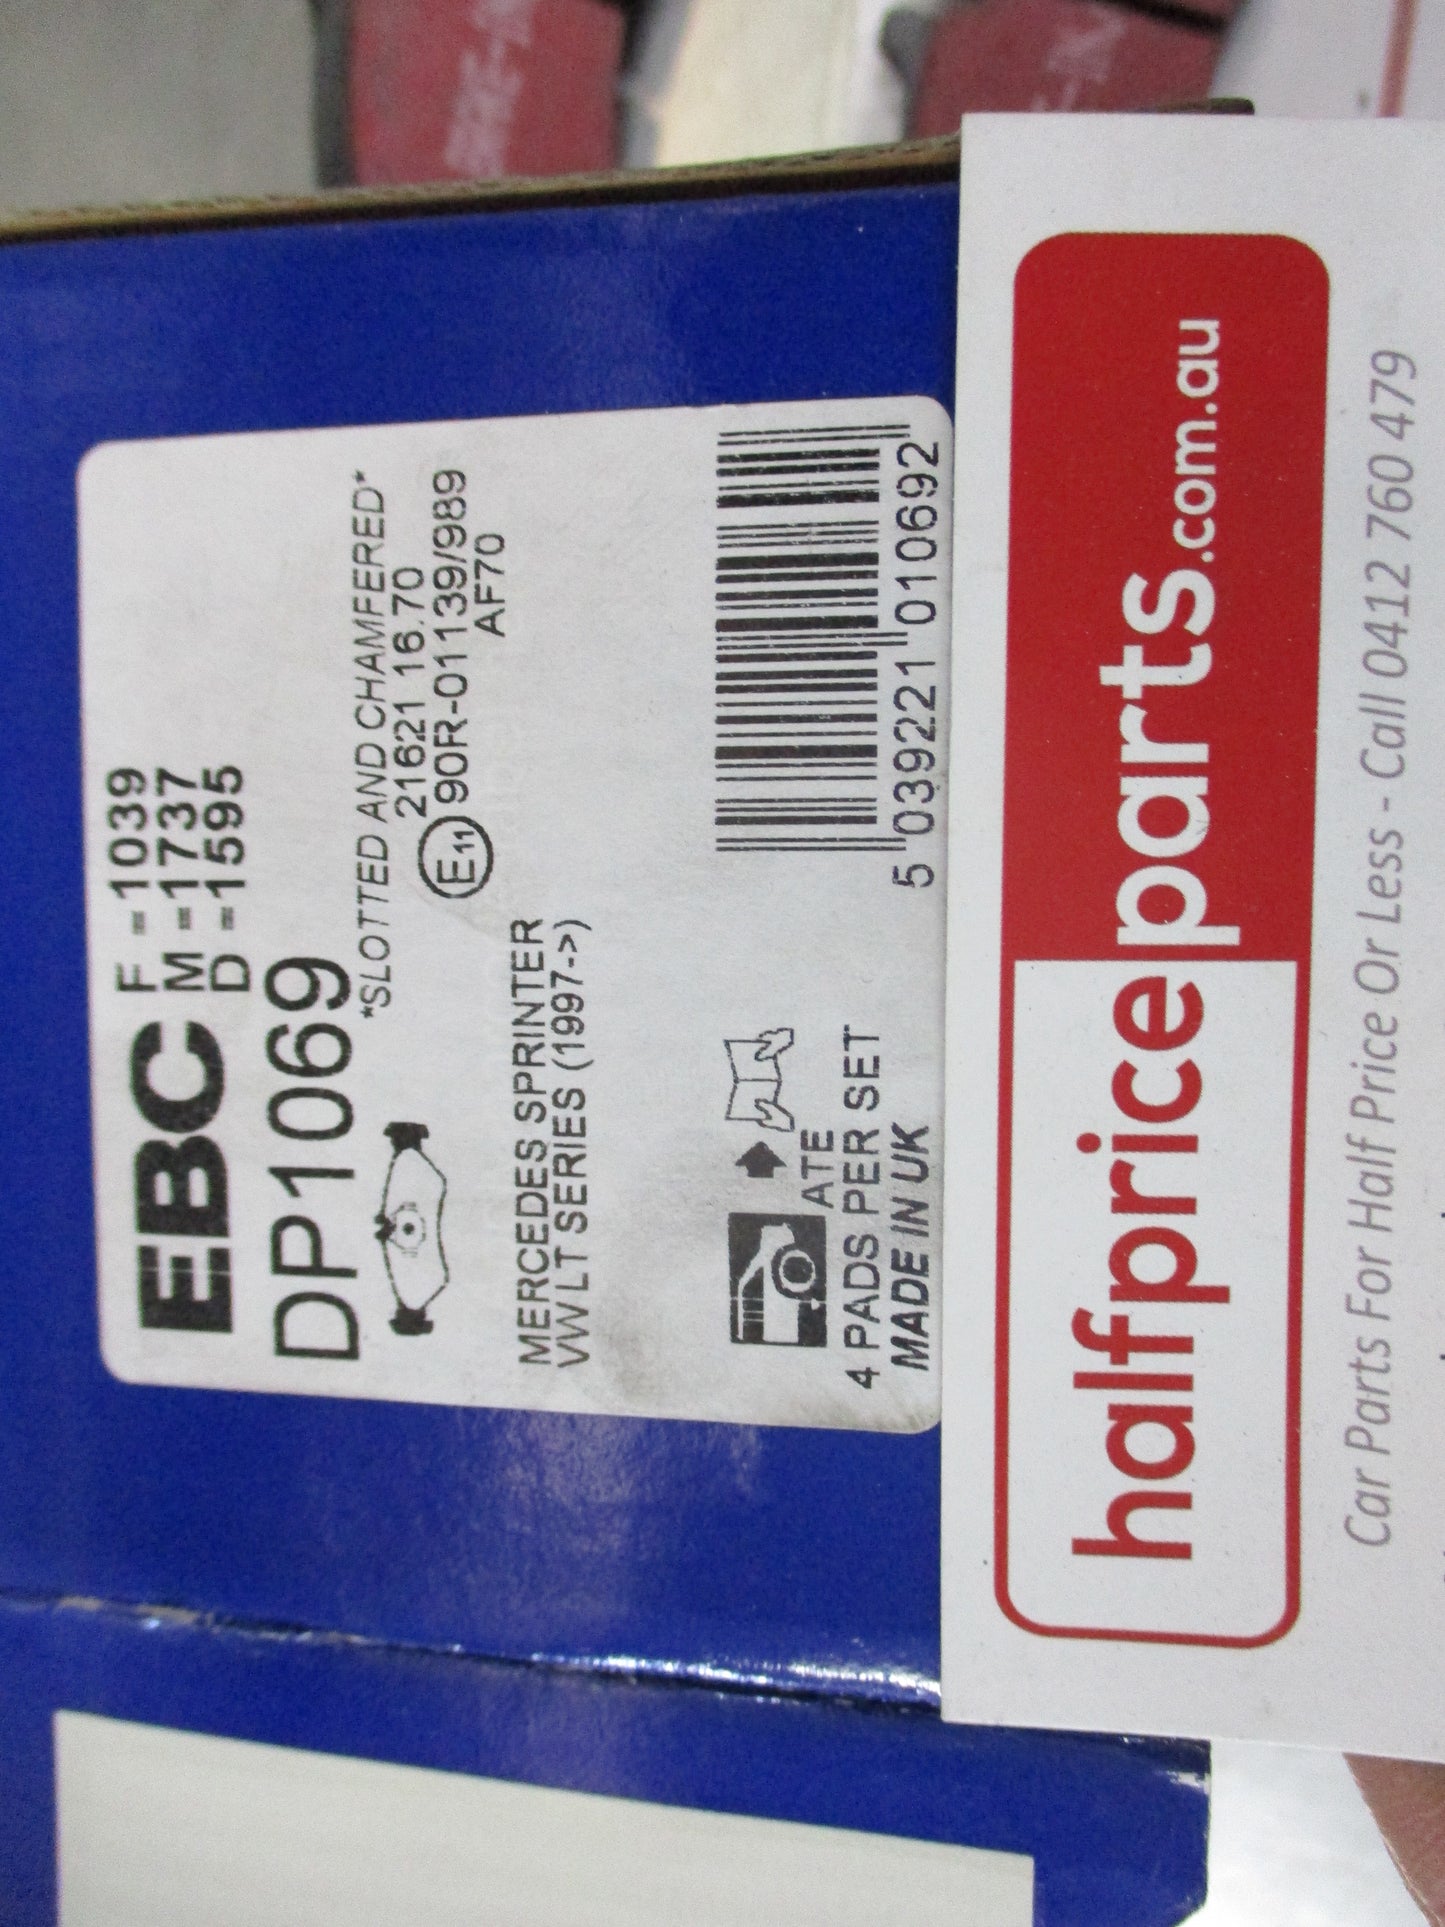 EBC
F -1039
M -1737
D -1595
DP1069
*SLOTTED AND CHAMFERED*
21621 16.70
E11 90R-01139/989
AF70
MERCEDES SPRINTER
VW LT SERIES (1997->)
ATE
4 PADS PER SET
MADE IN UK
5 039221 010692
halfpriceparts.com.au
Car Parts For Half Price Or Less - Call 0412 760 479